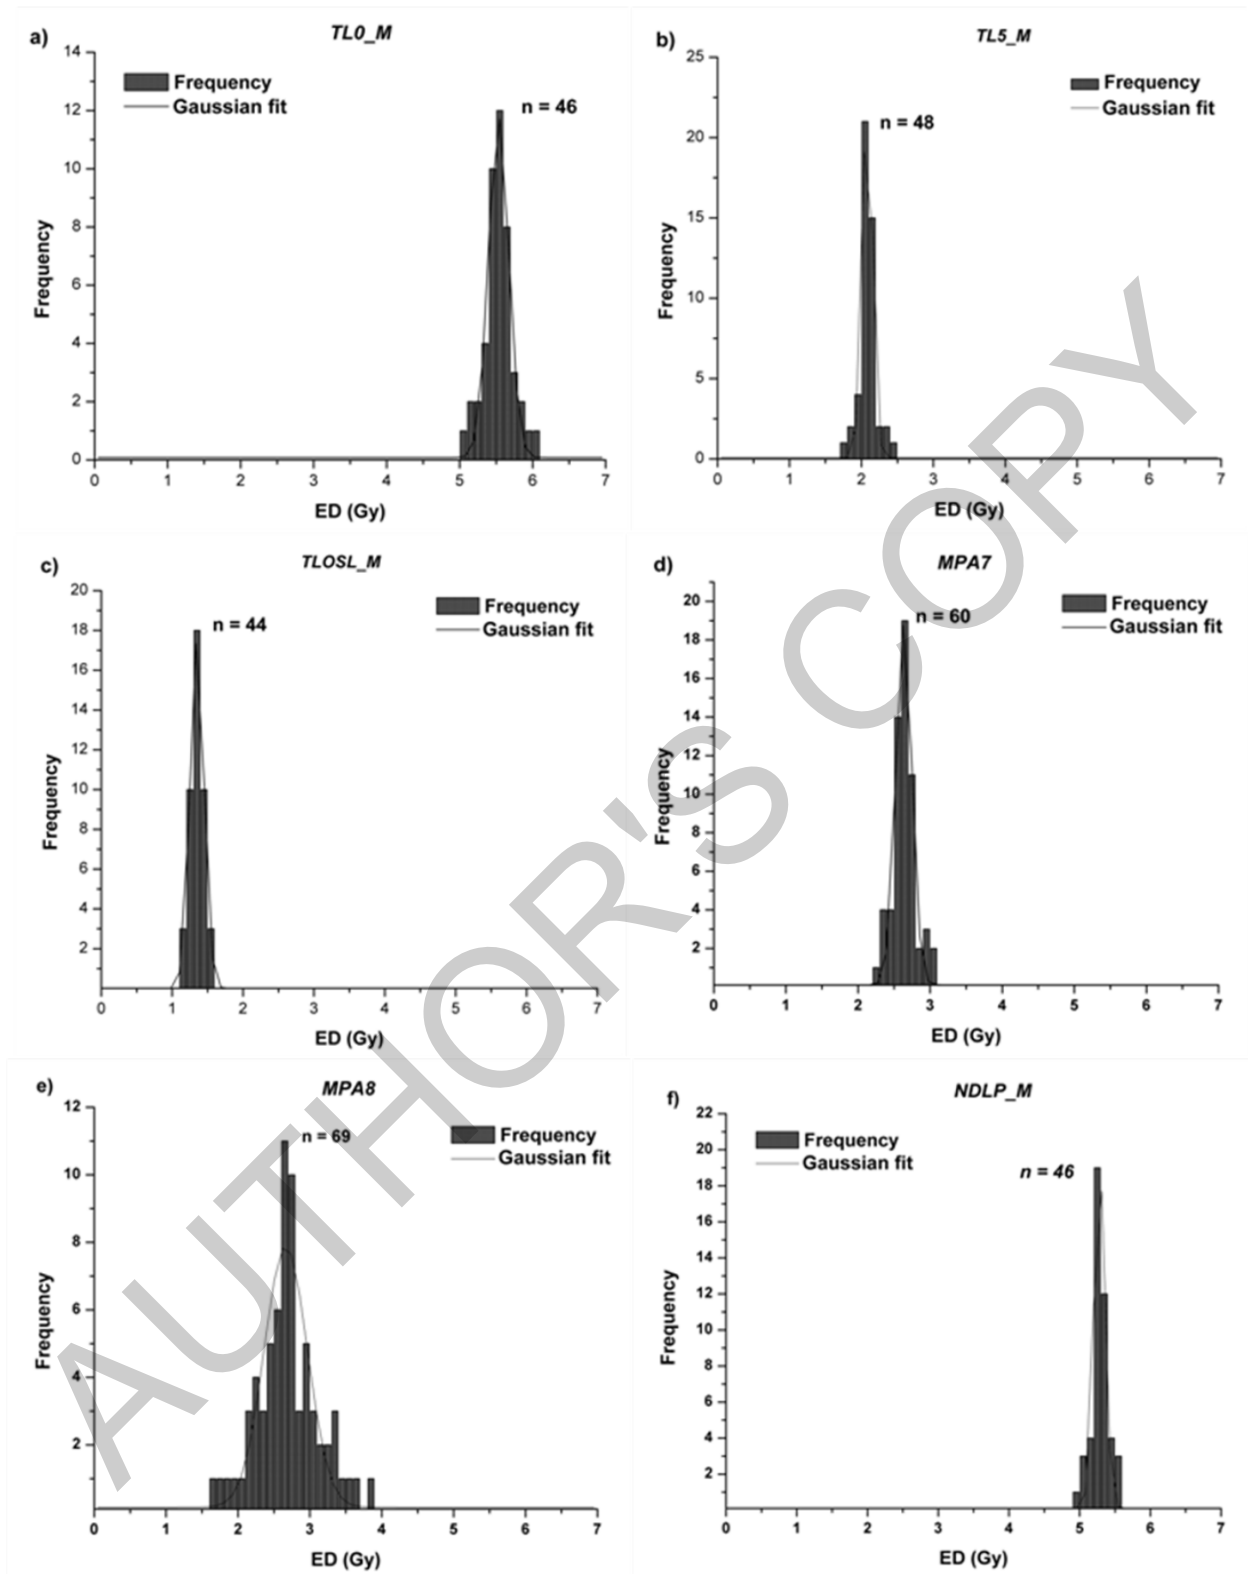 a)
TL0_M
14
12
10
8
6
4
2
0
Frequency
Gaussian fit
n = 46
Frequency
0 1 2 3 4 5 6 7
ED (Gy)
b)
TL5_M
25
20
15
10
5
0
Frequency
Gaussian fit
n = 48
Frequency
0 1 2 3 4 5 6 7
ED (Gy)
c)
TLOSL_M
20
18
16
14
12
10
8
6
4
2
Frequency
Gaussian fit
n = 44
Frequency
0 1 2 3 4 5 6 7
ED (Gy)
d)
MPA7
20
18
16
14
12
10
8
6
4
2
Frequency
Gaussian fit
n = 60
Frequency
0 1 2 3 4 5 6 7
ED (Gy)
e)
MPA8
12
10
8
6
4
2
Frequency
Gaussian fit
n = 69
Frequency
0 1 2 3 4 5 6 7
ED (Gy)
f)
NDLP_M
22
20
18
16
14
12
10
8
6
4
2
Frequency
Gaussian fit
n = 46
Frequency
0 1 2 3 4 5 6 7
ED (Gy)
AUTHOR'S COPY